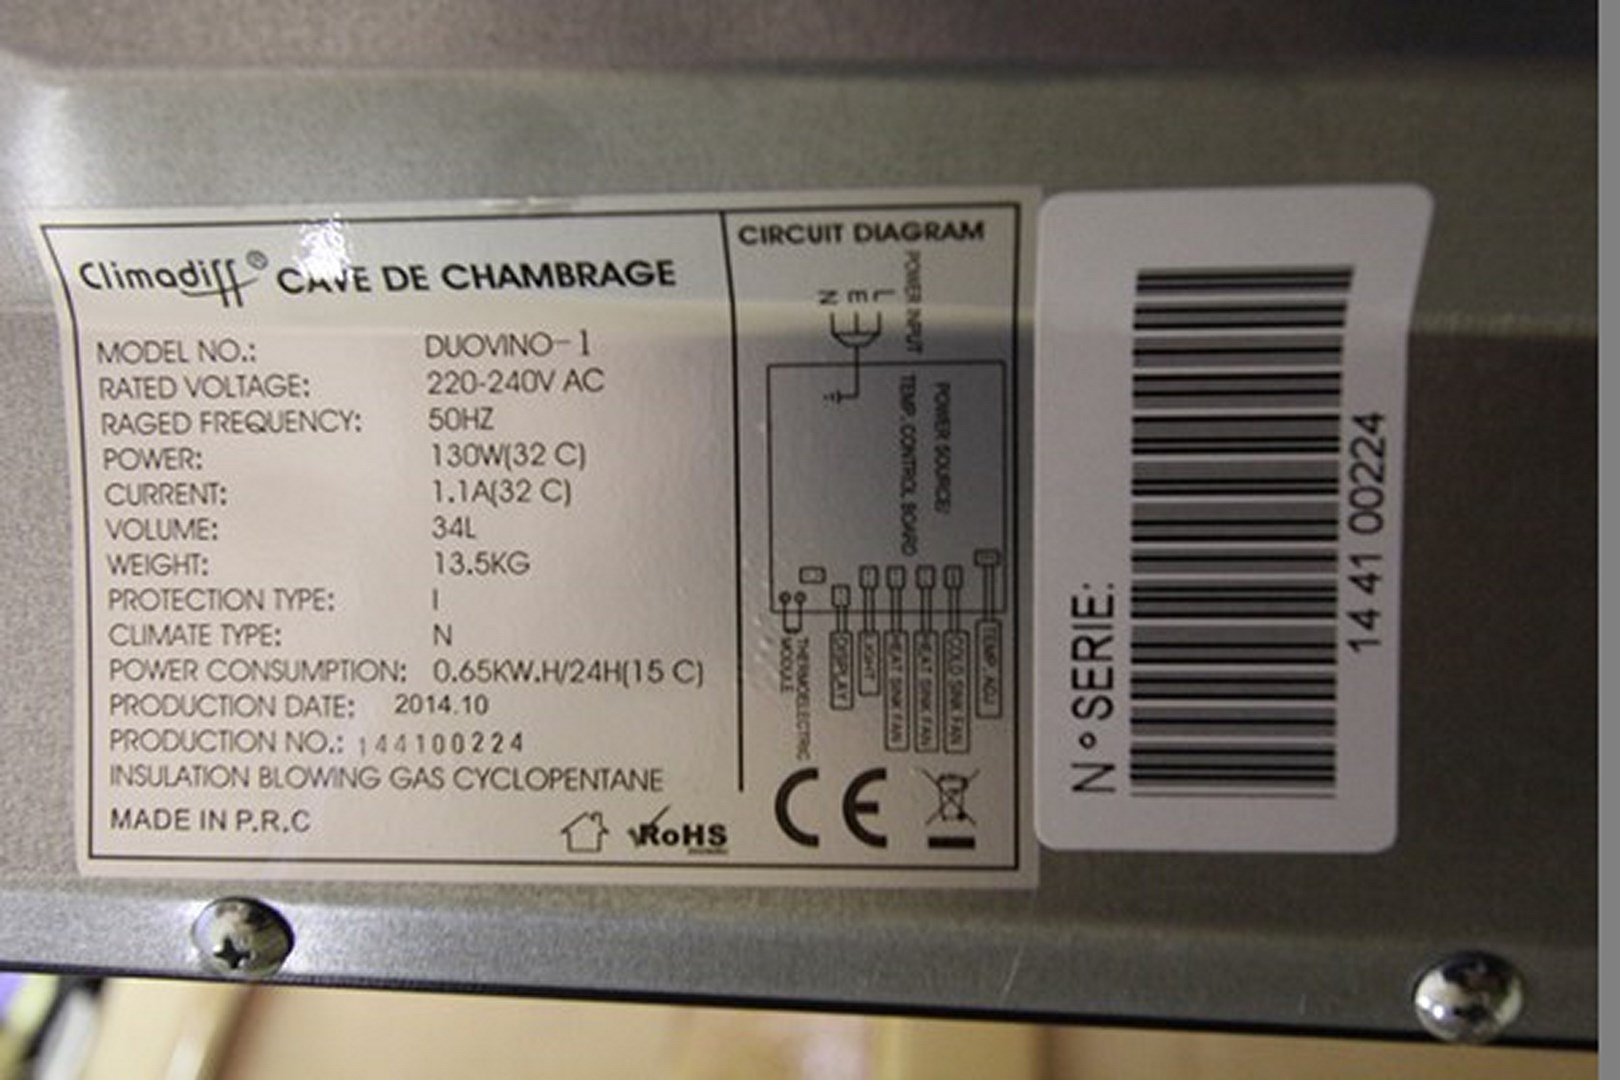 Climadiff® CAVE DE CHAMBRAGE
MODEL NO.: DUOVINO-1
RATED VOLTAGE: 220-240V AC
RAGED FREQUENCY: 50HZ
POWER: 130W(32 C)
CURRENT: 1.1A(32 C)
VOLUME: 34L
WEIGHT: 13.5KG
PROTECTION TYPE: I
CLIMATE TYPE: N
POWER CONSUMPTION: 0.65KW.H/24H(15 C)
PRODUCTION DATE: 2014.10
PRODUCTION NO.: 144100224
INSULATION BLOWING GAS CYCLOPENTANE
MADE IN P.R.C
RoHS
CIRCUIT DIAGRAM
POWER INPUT
L
E
N
POWER SOURCE/
TEMP. CONTROL BOARD
TEMP. ADJ
COLD SINK FAN
HEAT SINK FAN
HEAT SINK FAN
LIGHT
DISPLAY
THERMOELECTRIC
MODULE
CE
N° SERIE:
14 41 00224